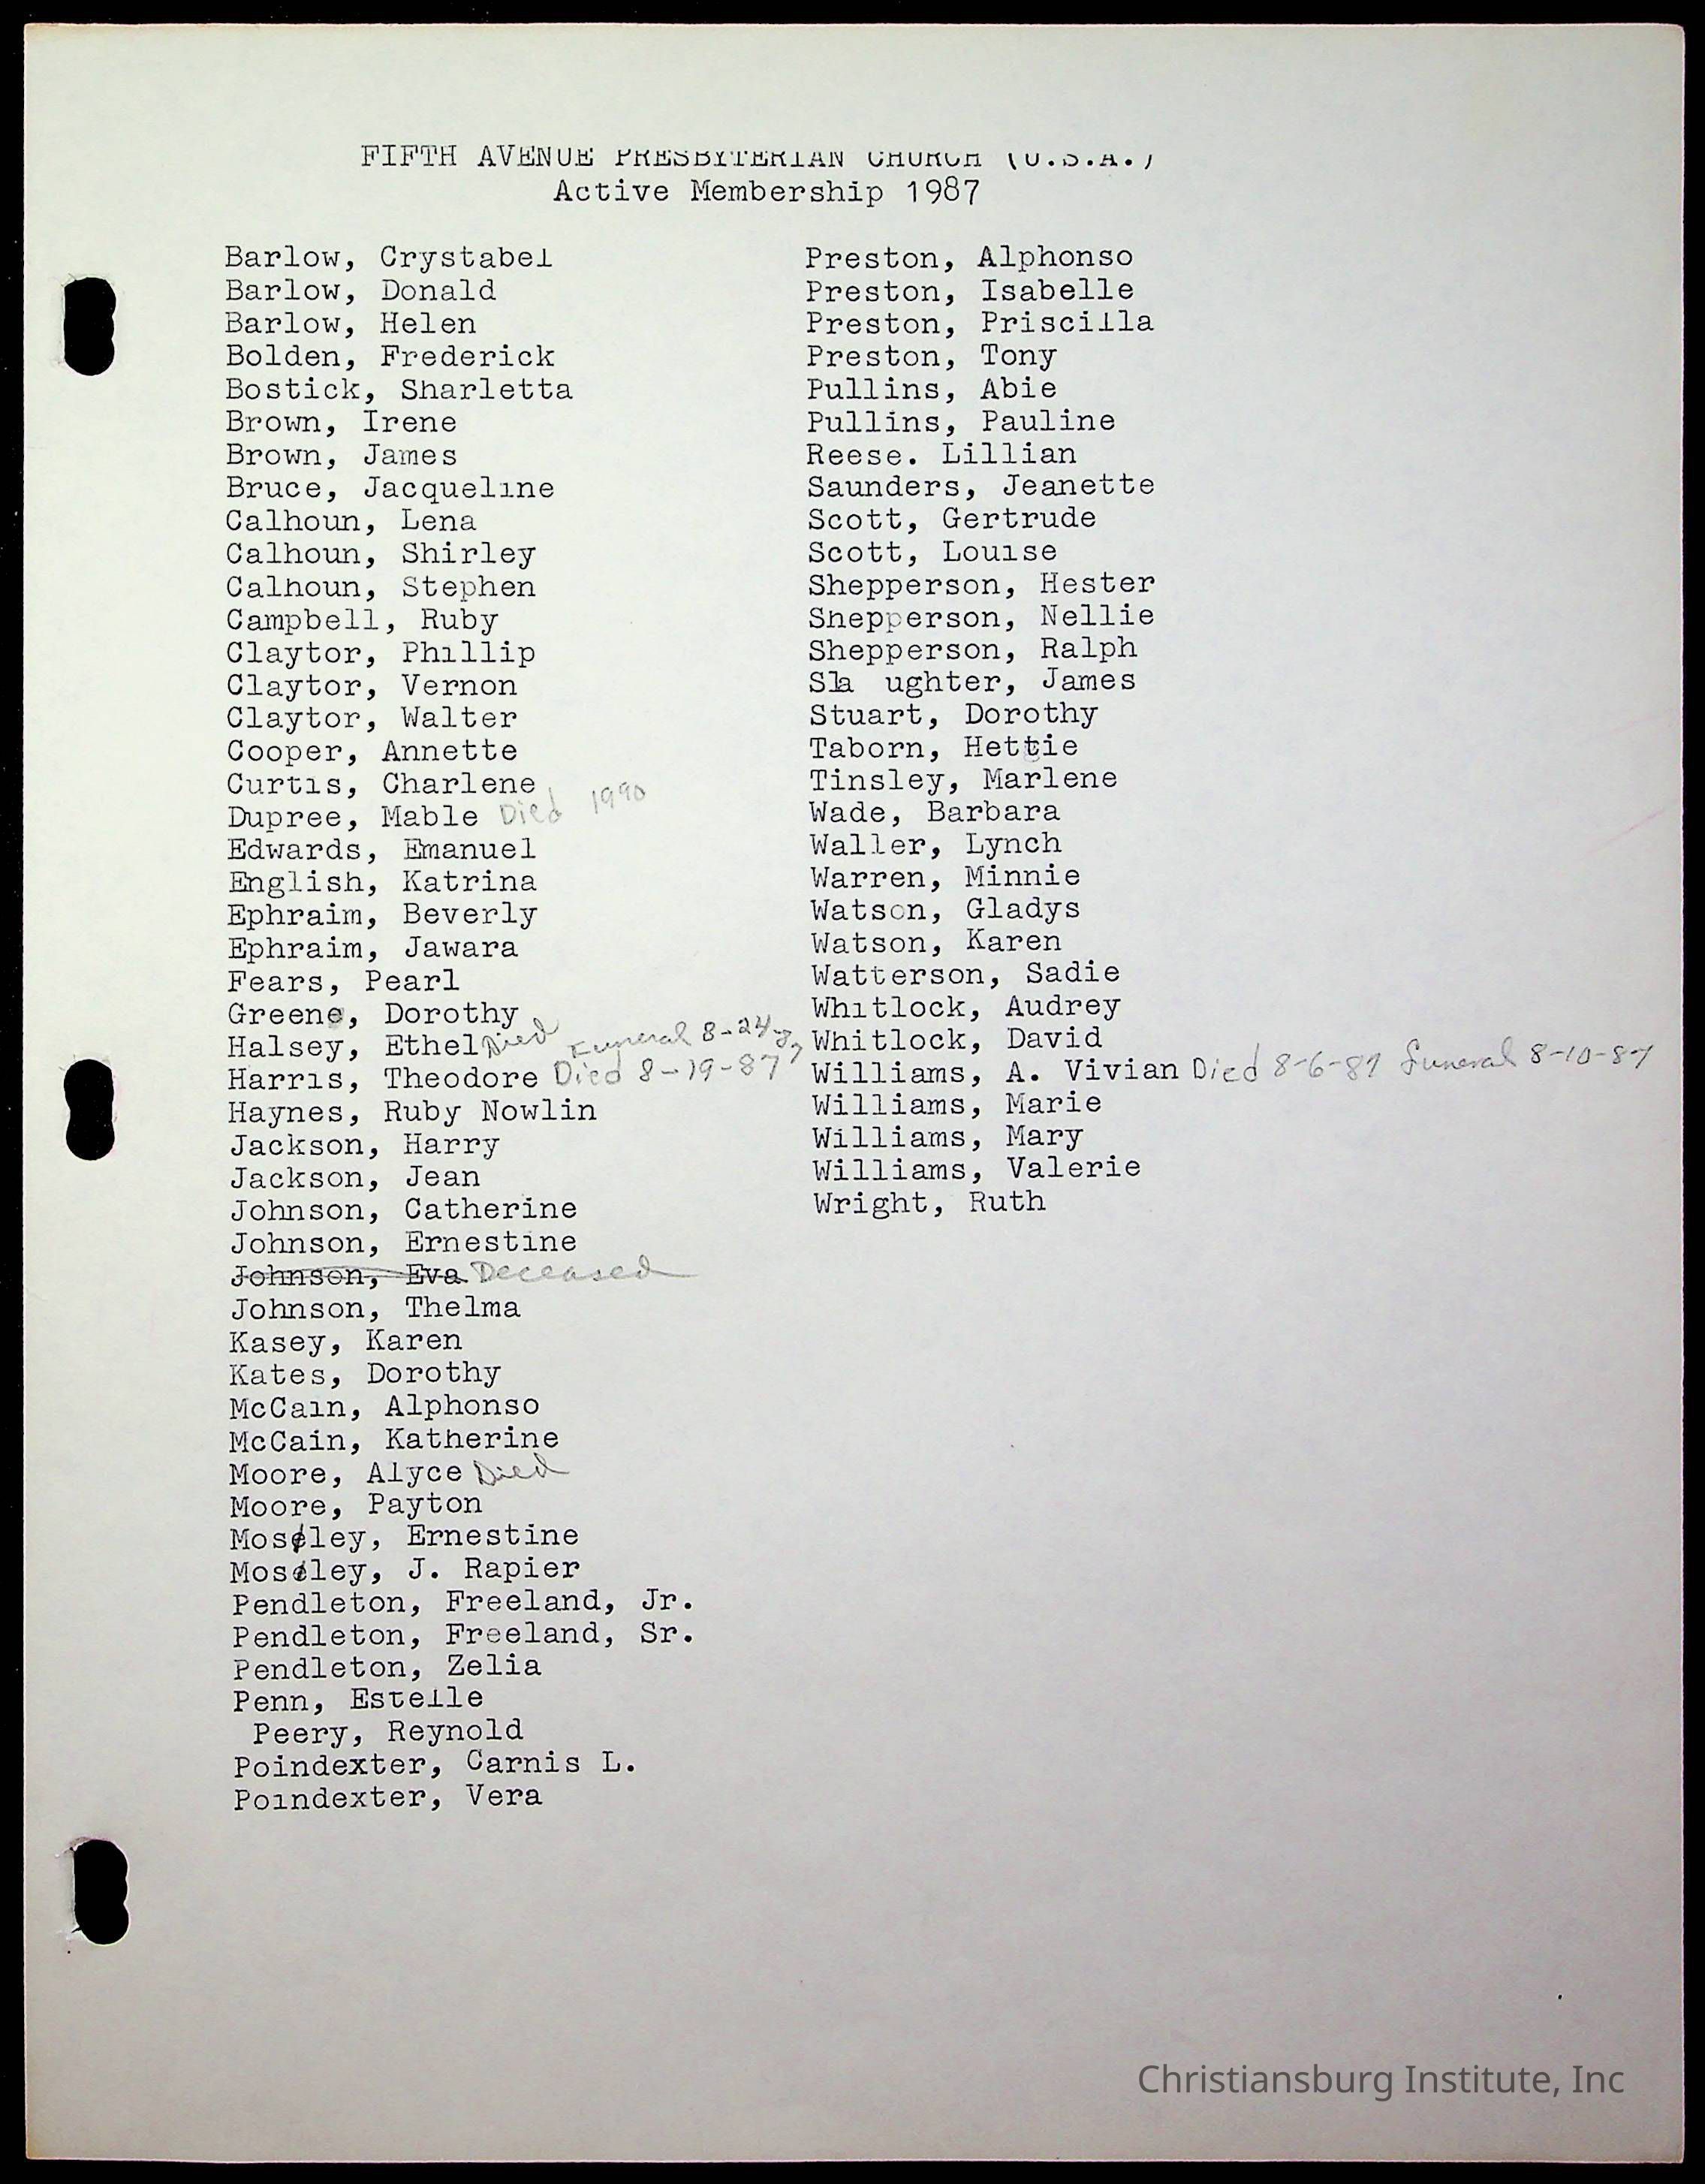 FIFTH AVENUE PRESBYTERIAN CHURCH (U.S.A.)
Active Membership 1987
Barlow, Crystabel
Barlow, Donald
Barlow, Helen
Bolden, Frederick
Bostick, Sharletta
Brown, Irene
Brown, James
Bruce, Jacqueline
Calhoun, Lena
Calhoun, Shirley
Calhoun, Stephen
Campbell, Ruby
Claytor, Phillip
Claytor, Vernon
Claytor, Walter
Cooper, Annette
Curtis, Charlene
Dupree, Mable Died 1990
Edwards, Emanuel
English, Katrina
Ephraim, Beverly
Ephraim, Jawara
Fears, Pearl
Greene, Dorothy
Halsey, Ethel Died
Funeral 8-24-87
Harris, Theodore Died 8-19-87
Haynes, Ruby Nowlin
Jackson, Harry
Jackson, Jean
Johnson, Catherine
Johnson, Ernestine
Johnson, Eva Deceased
Johnson, Thelma
Kasey, Karen
Kates, Dorothy
McCain, Alphonso
McCain, Katherine
Moore, Alyce Died
Moore, Payton
Moseley, Ernestine
Moseley, J. Rapier
Pendleton, Freeland, Jr.
Pendleton, Freeland, Sr.
Pendleton, Zelia
Penn, Estelle
Peery, Reynold
Poindexter, Carnis L.
Poindexter, Vera
Preston, Alphonso
Preston, Isabelle
Preston, Priscilla
Preston, Tony
Pullins, Abie
Pullins, Pauline
Reese. Lillian
Saunders, Jeanette
Scott, Gertrude
Scott, Louise
Shepperson, Hester
Shepperson, Nellie
Shepperson, Ralph
Sla ughter, James
Stuart, Dorothy
Taborn, Hettie
Tinsley, Marlene
Wade, Barbara
Waller, Lynch
Warren, Minnie
Watson, Gladys
Watson, Karen
Watterson, Sadie
Whitlock, Audrey
Whitlock, David
Williams, A. Vivian Died 8-6-87 funeral 8-10-87
Williams, Marie
Williams, Mary
Williams, Valerie
Wright, Ruth
Christiansburg Institute, Inc